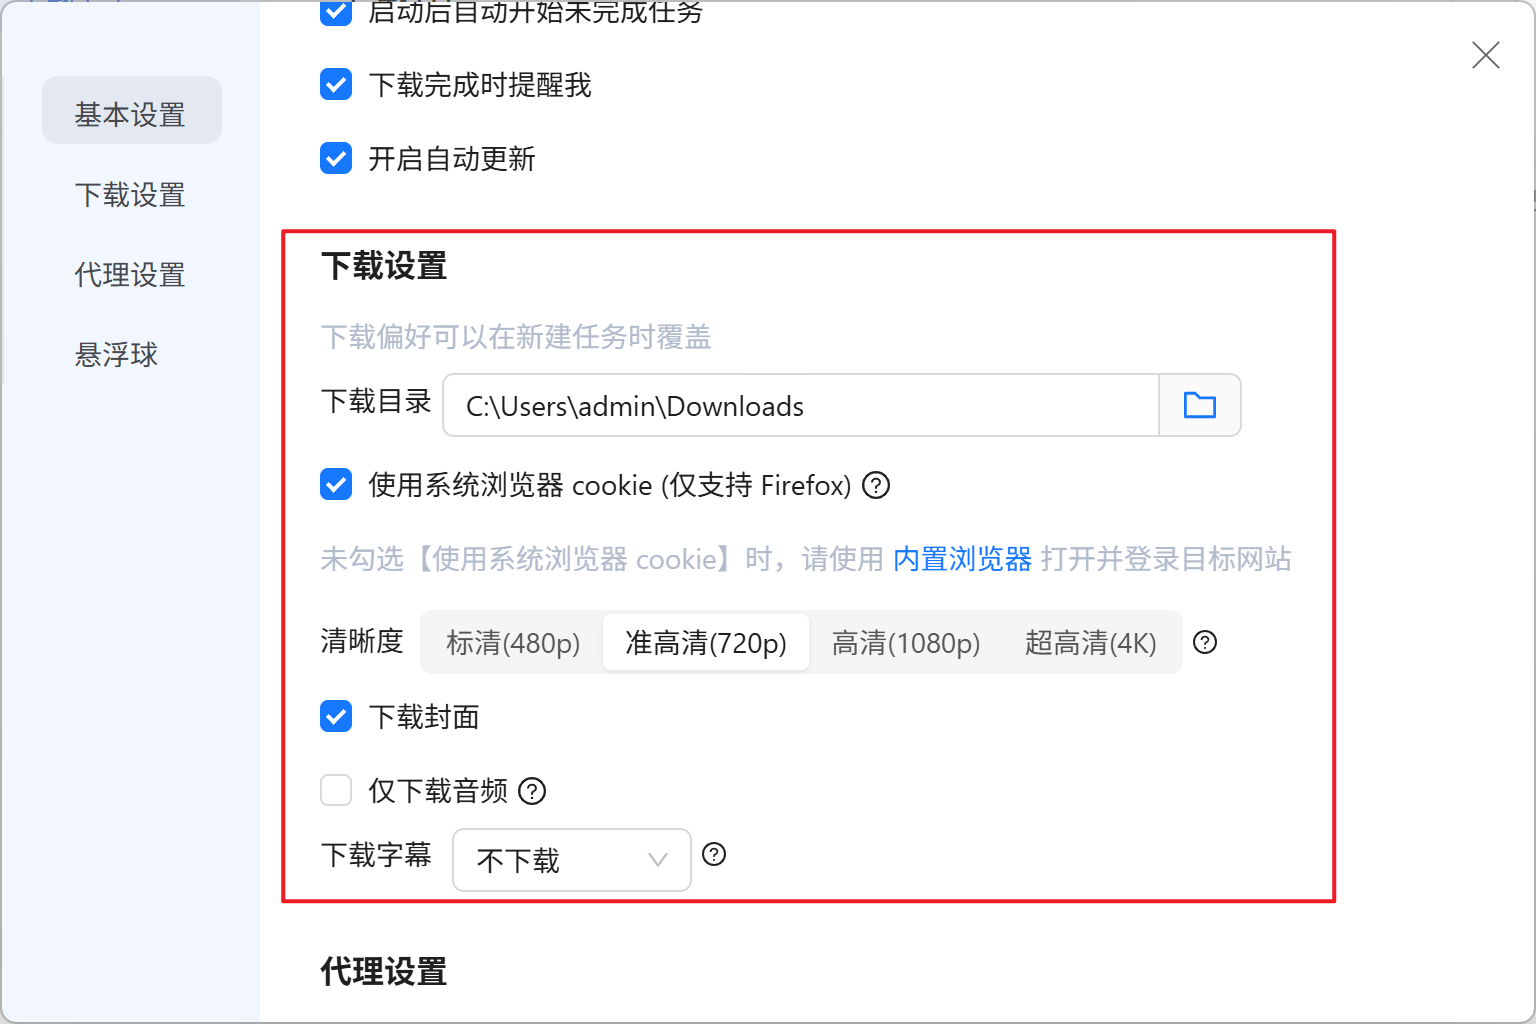 启动后自动开始未完成任务
下载完成时提醒我
开启自动更新
基本设置
下载设置
代理设置
悬浮球
下载设置
下载偏好可以在新建任务时覆盖
下载目录 C:\Users\admin\Downloads
使用系统浏览器 cookie (仅支持 Firefox)
未勾选【使用系统浏览器 cookie】时，请使用 内置浏览器 打开并登录目标网站
清晰度 标清(480p) 准高清(720p) 高清(1080p) 超高清(4K)
下载封面
仅下载音频
下载字幕 不下载
代理设置